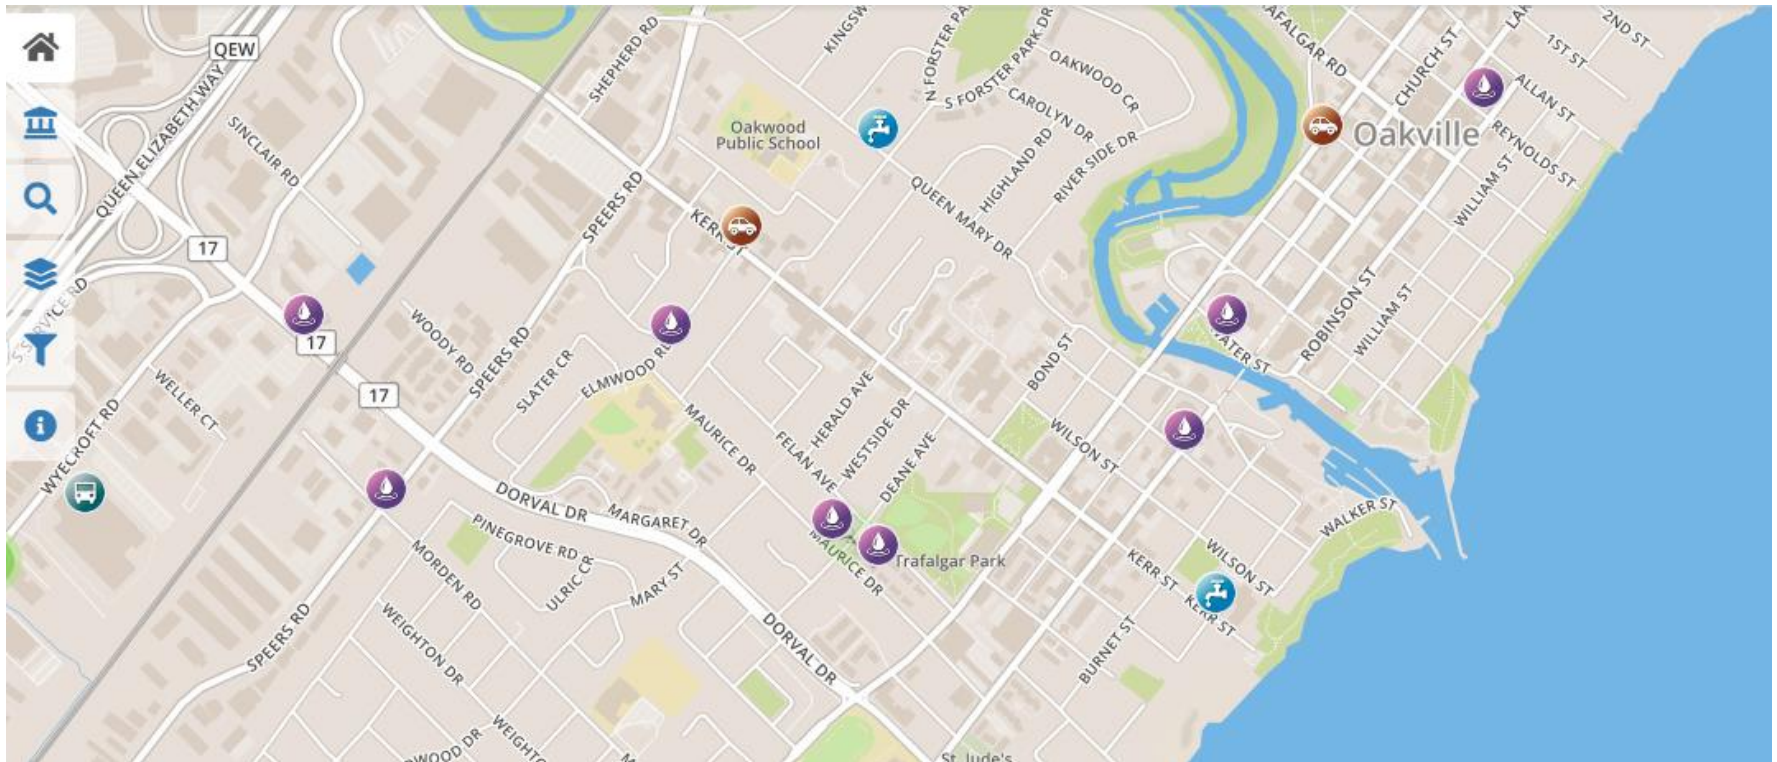 QEW
QUEEN ELIZABETH WAY
SHEPHERD RD
N FORSTER
S FORSTER PARK DR
OAKWOOD CR
CAROLYN DR
TRAFALGAR RD
CHURCH ST
2ND ST
1ST ST
ALLAN ST
REYNOLDS ST
Oakville
WILLIAM ST
Oakwood
Public School
SINCLAIR RD
HIGHLAND RD
RIVER SIDE DR
QUEEN MARY DR
SPEERS RD
KERR ST
17
17
17
WOODY RD
SPEERS RD
SLATER CR
ELMWOOD RD
WELLER CT
WYECROFT RD
MAURICE DR
FELAN AVE
HERALD AVE
WESTSIDE DR
DEANE AVE
BOND ST
WILSON ST
WATER ST
ROBINSON ST
WILLIAM ST
DORVAL DR
MARGARET DR
PINEGROVE RD
ULRIC CR
MARY ST
MORDEN RD
WEIGHTON DR
SPEERS RD
MAURICE DR
Trafalgar Park
WALKER ST
WILSON ST
KERR ST
KERR ST
BURNET ST
DORVAL DR
St. Jude's